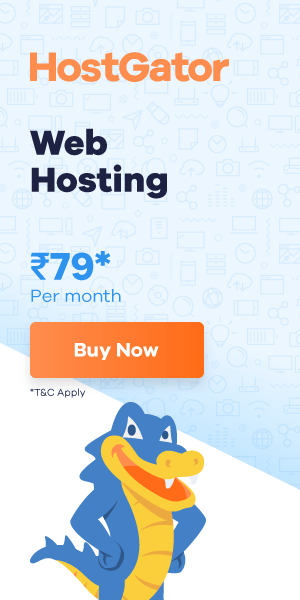 HostGator
Web
Hosting
₹79*
Per month
Buy Now
*T&C Apply